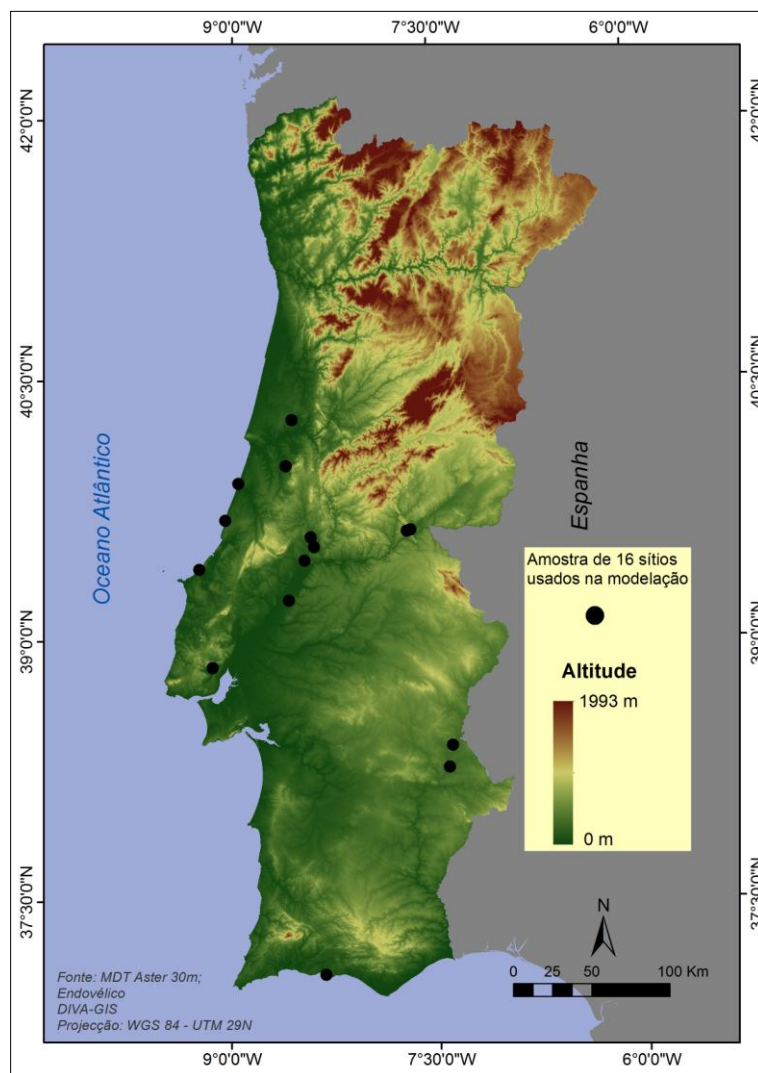 9°0'0"W
7°30'0"W
6°0'0"W
42°0'0"N
42°0'0"N
40°30'0"N
40°30'0"N
39°0'0"N
39°0'0"N
37°30'0"N
37°30'0"N
Oceano Atlântico
Espanha
Amostra de 16 sítios
usados na modelação
Altitude
1993 m
0 m
N
0 25 50 100 Km
Fonte: MDT Aster 30m;
Endovélico
DIVA-GIS
Projecção: WGS 84 - UTM 29N
9°0'0"W
7°30'0"W
6°0'0"W